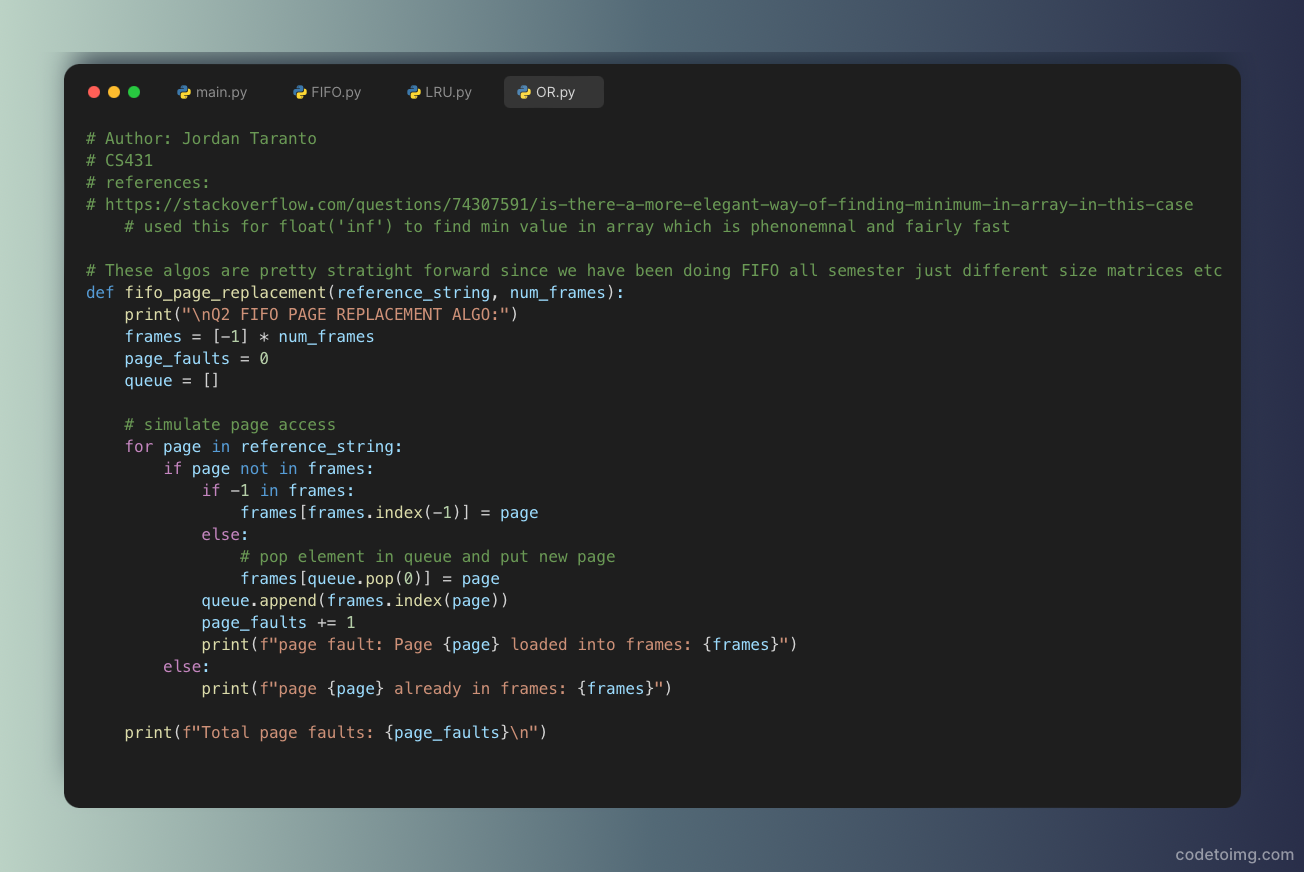 main.py FIFO.py LRU.py OR.py
# Author: Jordan Taranto
# CS431
# references:
# https://stackoverflow.com/questions/74307591/is-there-a-more-elegant-way-of-finding-minimum-in-array-in-this-case
    # used this for float('inf') to find min value in array which is phenonemnal and fairly fast

# These algos are pretty stratight forward since we have been doing FIFO all semester just different size matrices etc
def fifo_page_replacement(reference_string, num_frames):
    print("\nQ2 FIFO PAGE REPLACEMENT ALGO:")
    frames = [-1] * num_frames
    page_faults = 0
    queue = []

    # simulate page access
    for page in reference_string:
        if page not in frames:
            if -1 in frames:
                frames[frames.index(-1)] = page
            else:
                # pop element in queue and put new page
                frames[queue.pop(0)] = page
            queue.append(frames.index(page))
            page_faults += 1
            print(f"page fault: Page {page} loaded into frames: {frames}")
        else:
            print(f"page {page} already in frames: {frames}")

    print(f"Total page faults: {page_faults}\n")
codetoimg.com